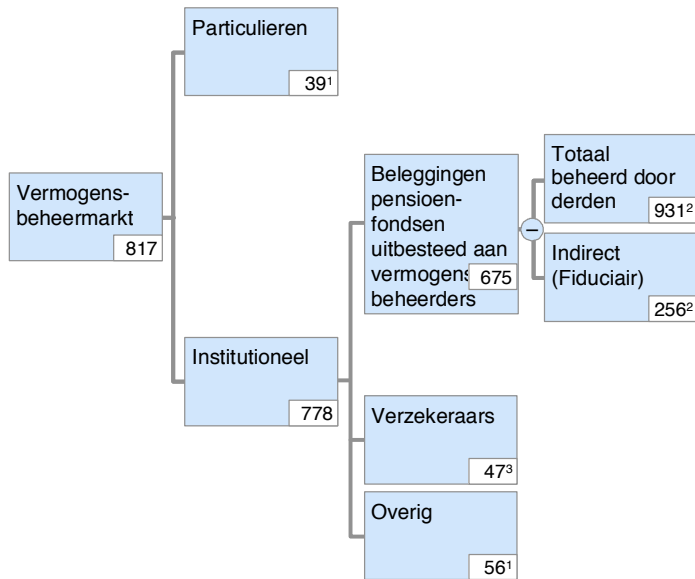 Particulieren
39¹
Vermogens-
beheermarkt
817
Institutioneel
778
Beleggingen
pensioen-
fondsen
uitbesteed aan
vermogens
beheerders
675
Totaal
beheerd door
derden
931²
–
Indirect
(Fiduciair)
256²
Verzekeraars
47³
Overig
56¹